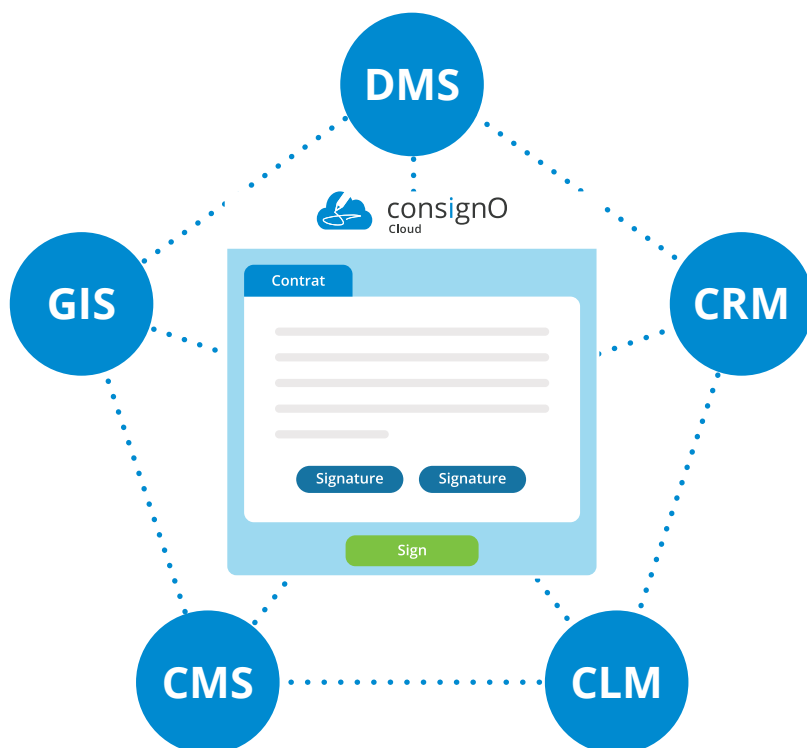 DMS
consignO
Cloud
GIS
CRM
Contrat
Signature
Signature
Sign
CMS
CLM